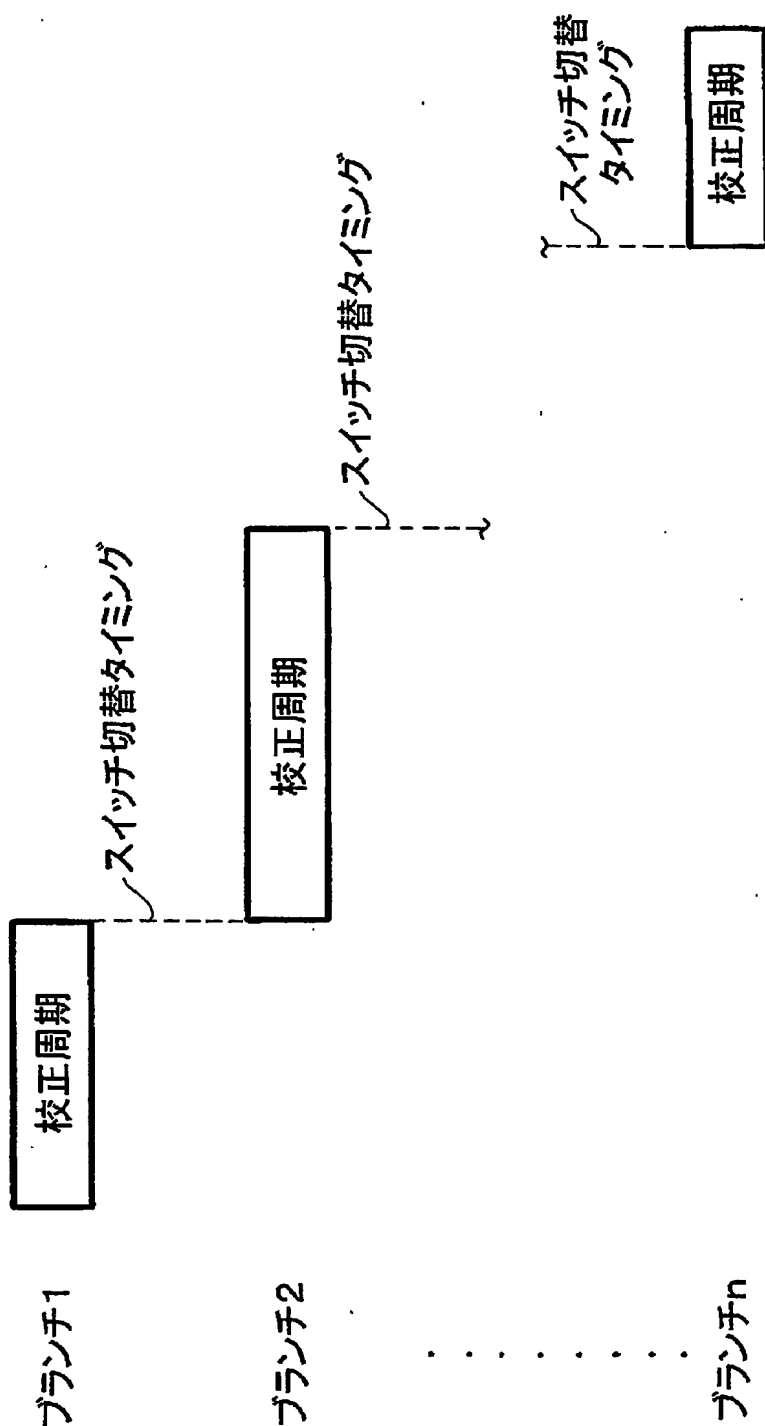 ブランチ1
校正周期
スイッチ切替タイミング
ブランチ2
校正周期
スイッチ切替タイミング
スイッチ切替
タイミング
ブランチn
校正周期